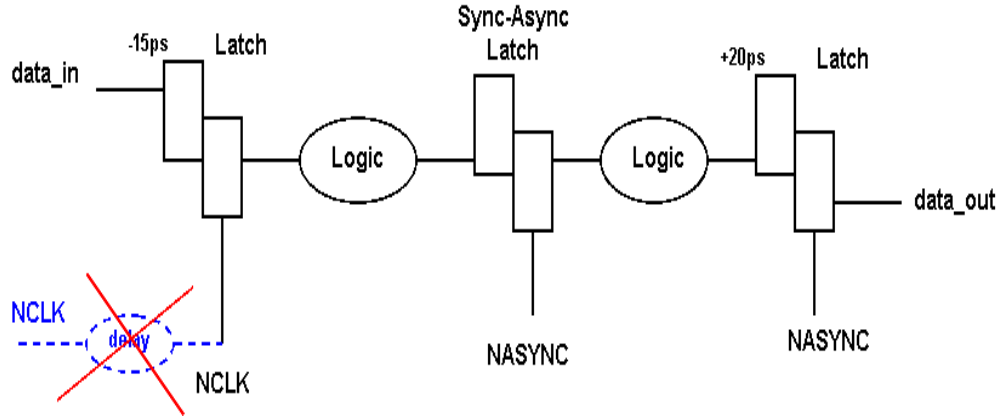 Sync-Async
Latch
-15ps
Latch
+20ps
Latch
data_in
Logic
Logic
data_out
NCLK
delay
NCLK
NASYNC
NASYNC